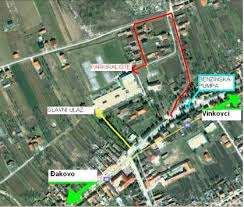 PARKIRALIŠTE
BENZINSKA
PUMPA
GLAVNI ULAZ
Vinkovci
Đakovo